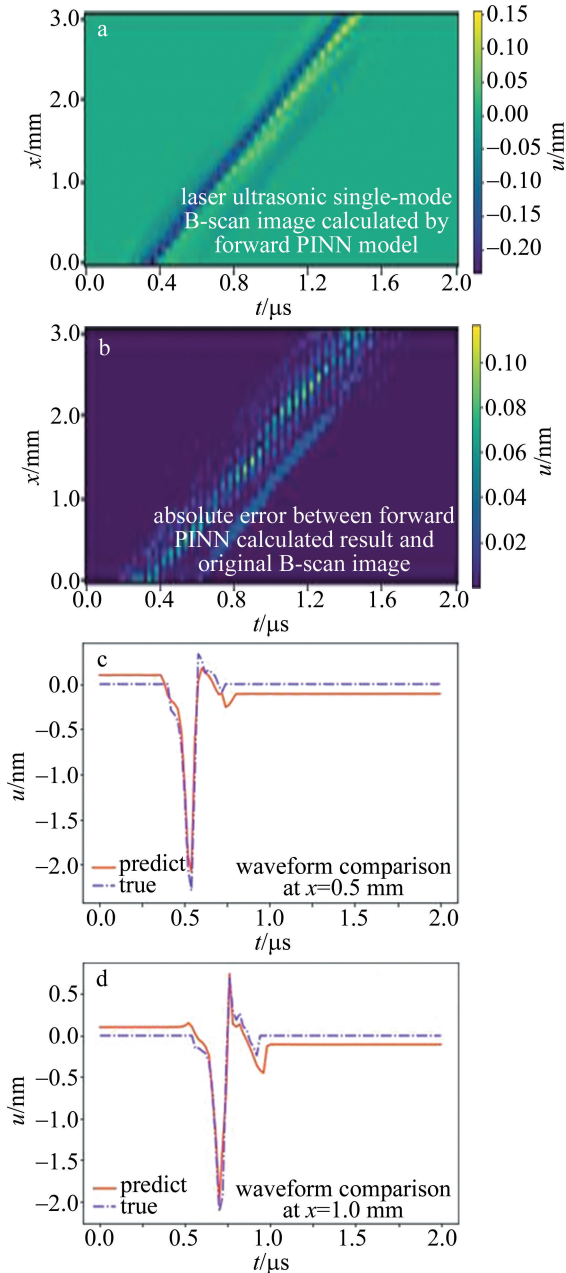 a
3.0
2.0
1.0
0.0
x/mm
0.0
0.4
0.8
1.2
1.6
2.0
t/μs
laser ultrasonic single-mode
B-scan image calculated by
forward PINN model
0.15
0.10
0.05
0.00
−0.05
−0.10
−0.15
−0.20
u/nm
b
3.0
2.0
1.0
0.0
x/mm
0.0
0.4
0.8
1.2
1.6
2.0
t/μs
absolute error between forward
PINN calculated result and
original B-scan image
0.10
0.08
0.06
0.04
0.02
u/nm
c
0.0
−0.5
−1.0
−1.5
−2.0
u/nm
predict
true
waveform comparison
at x=0.5 mm
0.0
0.5
1.0
1.5
2.0
t/μs
d
0.5
0.0
−0.5
−1.0
−1.5
−2.0
u/nm
predict
true
waveform comparison
at x=1.0 mm
0.0
0.5
1.0
1.5
2.0
t/μs